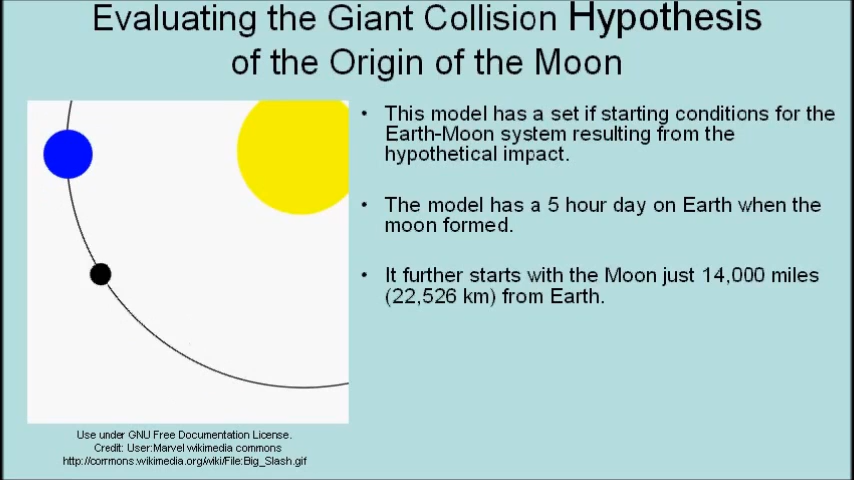 Evaluating the Giant Collision Hypothesis
of the Origin of the Moon
• This model has a set if starting conditions for the
Earth-Moon system resulting from the
hypothetical impact.
• The model has a 5 hour day on Earth when the
moon formed.
• It further starts with the Moon just 14,000 miles
(22,526 km) from Earth.
Use under GNU Free Documentation License.
Credit: User:Marvel wikimedia commons
http://commons.wikimedia.org/wiki/File:Big_Slash.gif